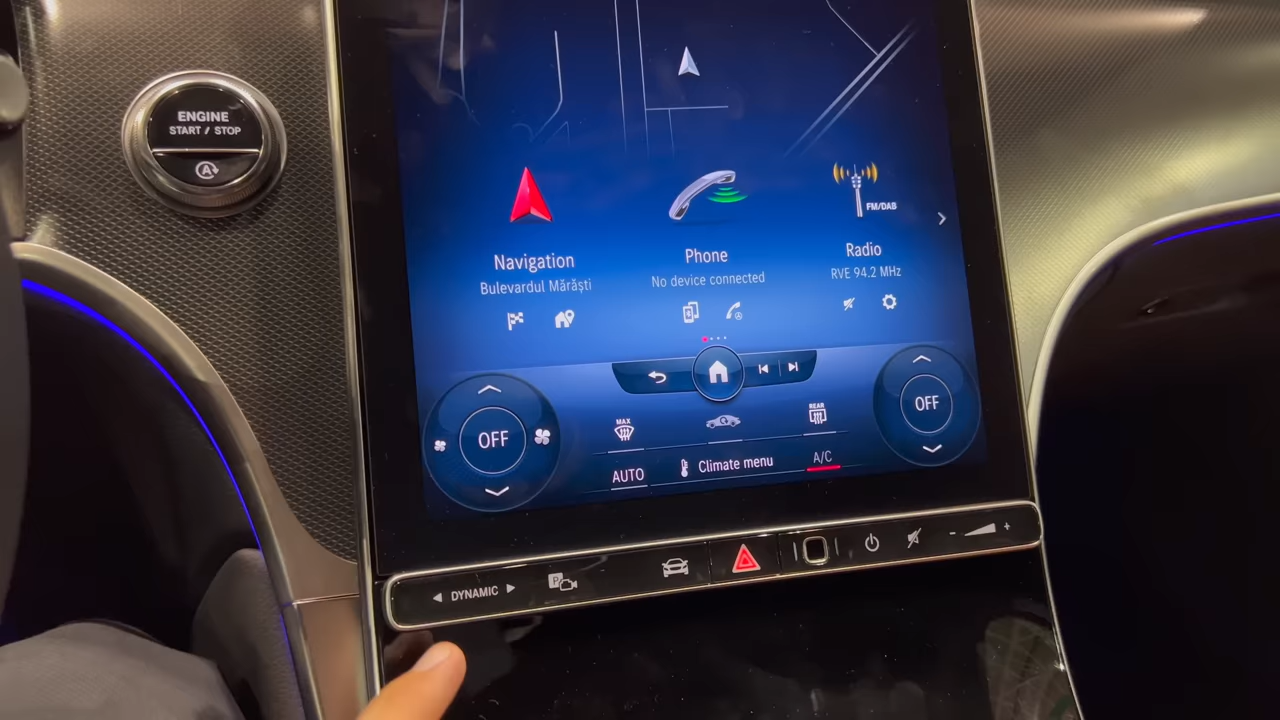 ENGINE
START / STOP
A
FM/DAB
Navigation
Bulevardul Mărăști
Phone
No device connected
Radio
RVE 94.2 MHz
OFF
OFF
MAX
REAR
AUTO
Climate menu
A/C
◀ DYNAMIC ▶
P
- +